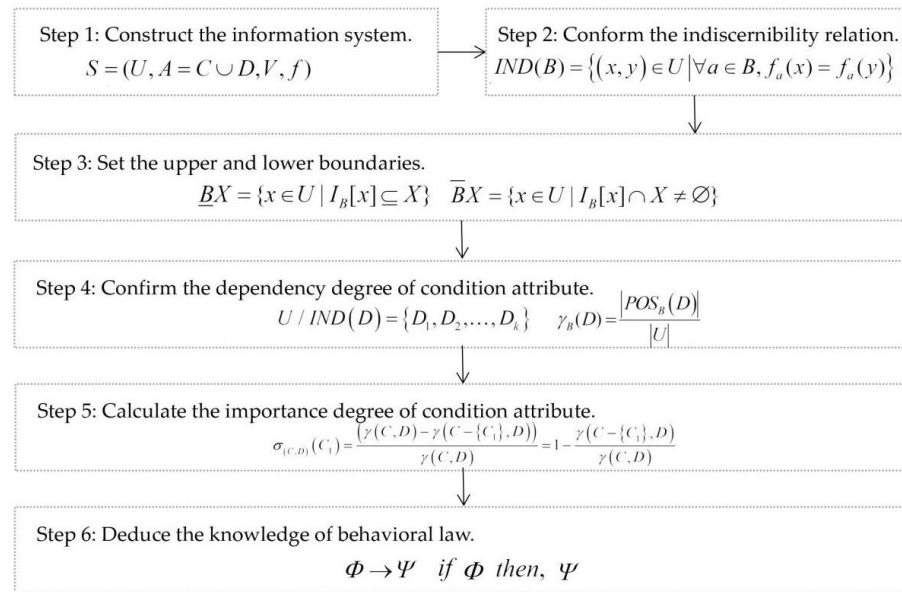 Step 1: Construct the information system.
S = (U, A = C ∪ D, V, f)
Step 2: Conform the indiscernibility relation.
IND(B) = {(x, y) ∈ U | ∀a ∈ B, f_a(x) = f_a(y)}
Step 3: Set the upper and lower boundaries.
B̲X = {x ∈ U | I_B[x] ⊆ X} B̅X = {x ∈ U | I_B[x] ∩ X ≠ ∅}
Step 4: Confirm the dependency degree of condition attribute.
U / IND(D) = {D_1, D_2, ..., D_k} γ_B(D) = |POS_B(D)| / |U|
Step 5: Calculate the importance degree of condition attribute.
σ_(C,D)(C_1) = (γ(C, D) − γ(C − {C_1}, D)) / γ(C, D) = 1 − γ(C − {C_1}, D) / γ(C, D)
Step 6: Deduce the knowledge of behavioral law.
Φ → Ψ if Φ then, Ψ